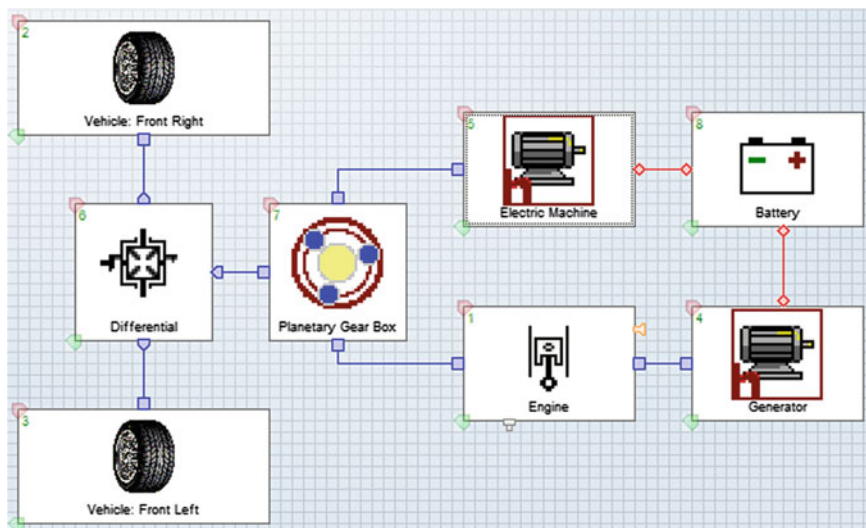 2
Vehicle: Front Right
5
Electric Machine
8
Battery
6
Differential
7
Planetary Gear Box
1
Engine
4
Generator
3
Vehicle: Front Left